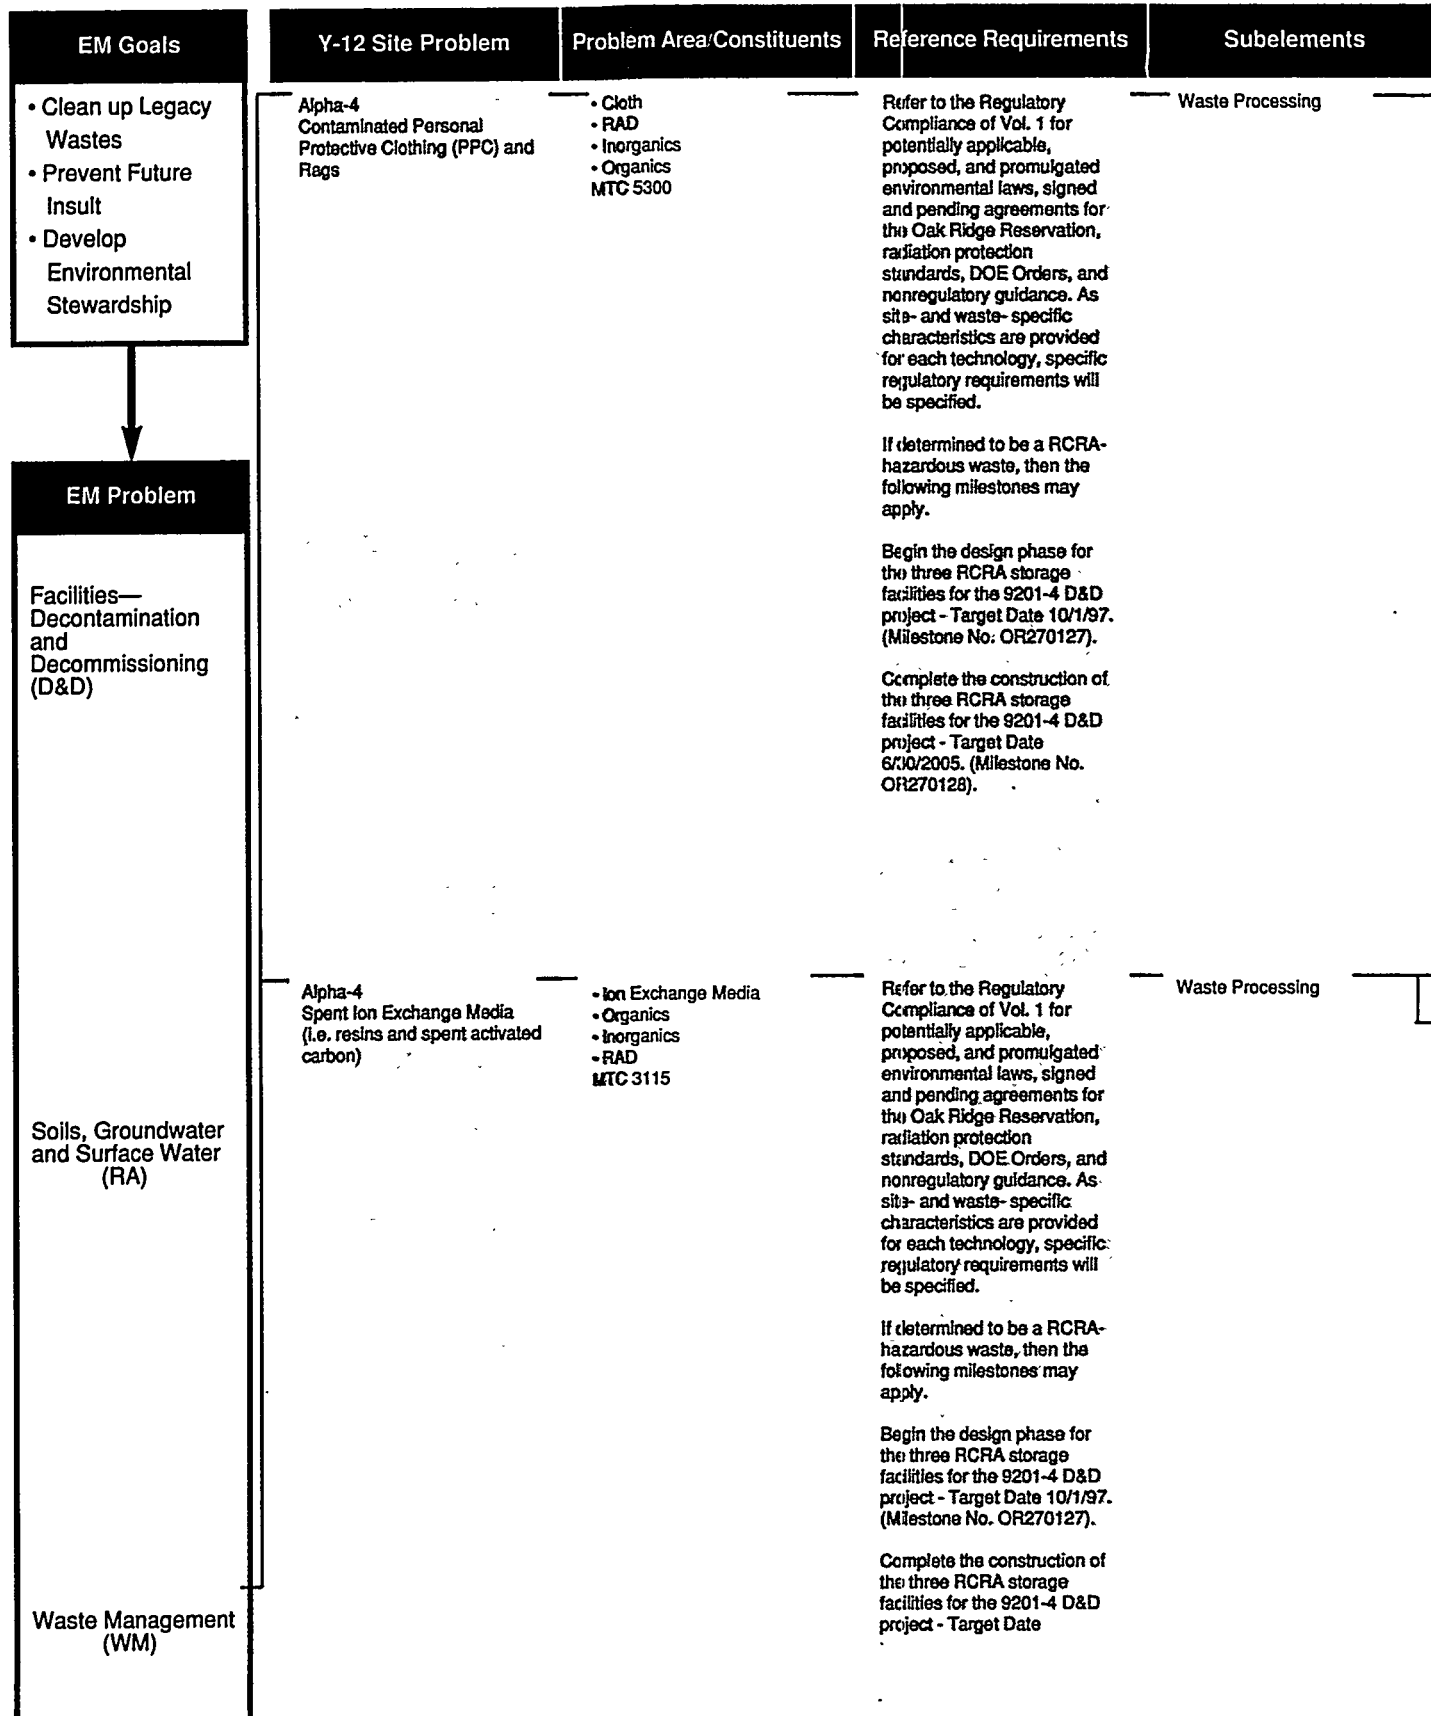 EM Goals
Y-12 Site Problem
Problem Area/Constituents
Reference Requirements
Subelements
• Clean up Legacy
Wastes
• Prevent Future
Insult
• Develop
Environmental
Stewardship
EM Problem
Facilities—
Decontamination
and
Decommissioning
(D&D)
Soils, Groundwater
and Surface Water
(RA)
Waste Management
(WM)
Alpha-4
Contaminated Personal
Protective Clothing (PPC) and
Rags
• Cloth
• RAD
• Inorganics
• Organics
MTC 5300
Refer to the Regulatory
Compliance of Vol. 1 for
potentially applicable,
proposed, and promulgated
environmental laws, signed
and pending agreements for
the Oak Ridge Reservation,
radiation protection
standards, DOE Orders, and
nonregulatory guidance. As
site- and waste- specific
characteristics are provided
for each technology, specific
regulatory requirements will
be specified.
If determined to be a RCRA-
hazardous waste, then the
following milestones may
apply.
Begin the design phase for
the three RCRA storage
facilities for the 9201-4 D&D
project - Target Date 10/1/97.
(Milestone No. OR270127).
Complete the construction of
the three RCRA storage
facilities for the 9201-4 D&D
project - Target Date
6/30/2005. (Milestone No.
OR270128).
Waste Processing
Alpha-4
Spent Ion Exchange Media
(i.e. resins and spent activated
carbon)
• Ion Exchange Media
• Organics
• Inorganics
• RAD
MTC 3115
Refer to the Regulatory
Compliance of Vol. 1 for
potentially applicable,
proposed, and promulgated
environmental laws, signed
and pending agreements for
the Oak Ridge Reservation,
radiation protection
standards, DOE Orders, and
nonregulatory guidance. As
site- and waste- specific
characteristics are provided
for each technology, specific
regulatory requirements will
be specified.
If determined to be a RCRA-
hazardous waste, then the
following milestones may
apply.
Begin the design phase for
the three RCRA storage
facilities for the 9201-4 D&D
project - Target Date 10/1/97.
(Milestone No. OR270127).
Complete the construction of
the three RCRA storage
facilities for the 9201-4 D&D
project - Target Date
Waste Processing